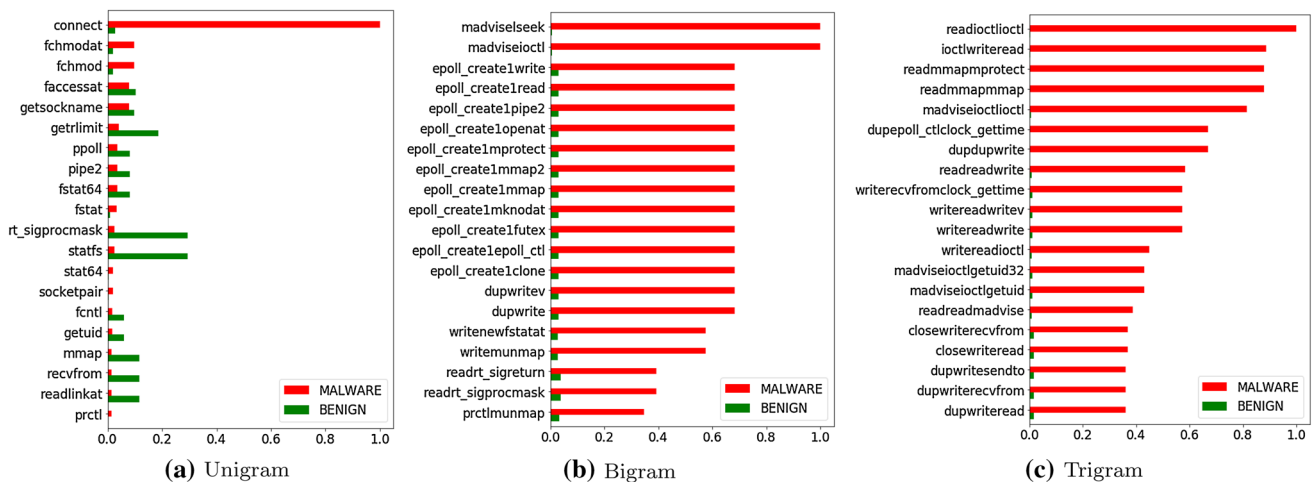 connect
fchmodat
fchmod
faccessat
getsockname
getrlimit
ppoll
pipe2
fstat64
fstat
rt_sigprocmask
statfs
stat64
socketpair
fcntl
getuid
mmap
recvfrom
readlinkat
prctl
MALWARE
BENIGN
0.0 0.2 0.4 0.6 0.8 1.0
(a) Unigram
madviselseek
madviseioctl
epoll_create1write
epoll_create1read
epoll_create1pipe2
epoll_create1openat
epoll_create1mprotect
epoll_create1mmap2
epoll_create1mmap
epoll_create1mknodat
epoll_create1futex
epoll_create1epoll_ctl
epoll_create1clone
dupwritev
dupwrite
writenewfstatat
writemunmap
readrt_sigreturn
readrt_sigprocmask
prctlmunmap
MALWARE
BENIGN
0.0 0.2 0.4 0.6 0.8 1.0
(b) Bigram
readioctlioctl
ioctlwriteread
readmmapmprotect
readmmapmmap
madviseioctlioctl
dupepoll_ctlclock_gettime
dupdupwrite
readreadwrite
writerecvfromclock_gettime
writereadwritev
writereadwrite
writereadioctl
madviseioctlgetuid32
madviseioctlgetuid
readreadmadvise
closewriterecvfrom
closewriteread
dupwritesendto
dupwriterecvfrom
dupwriteread
MALWARE
BENIGN
0.0 0.2 0.4 0.6 0.8 1.0
(c) Trigram